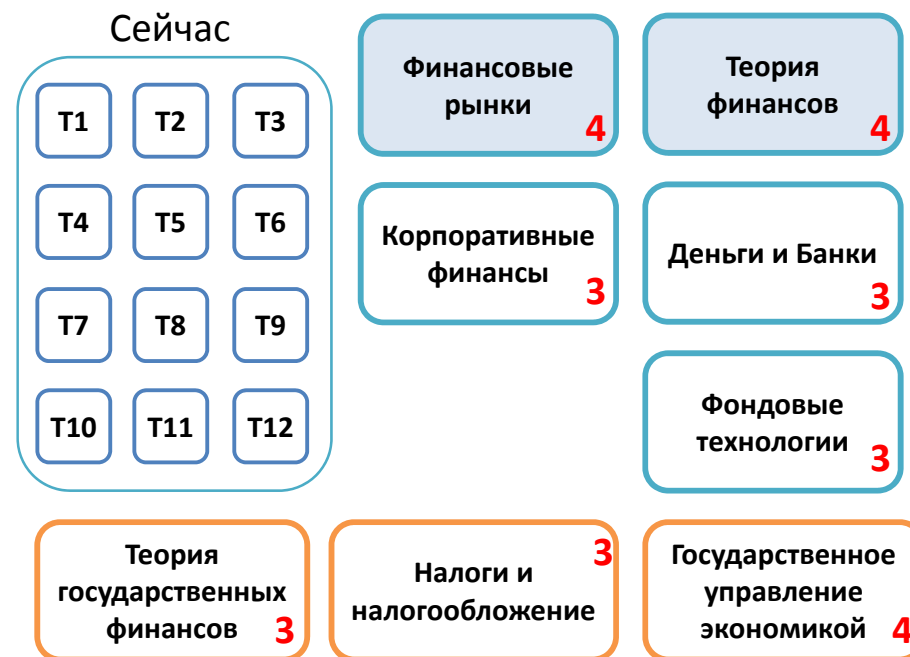 Сейчас
T1 T2 T3
T4 T5 T6
T7 T8 T9
T10 T11 T12
Финансовые
рынки
4
Теория
финансов
4
Корпоративные
финансы
3
Деньги и Банки
3
Фондовые
технологии
3
Теория
государственных
финансов
3
Налоги и
налогообложение
3
Государственное
управление
экономикой
4